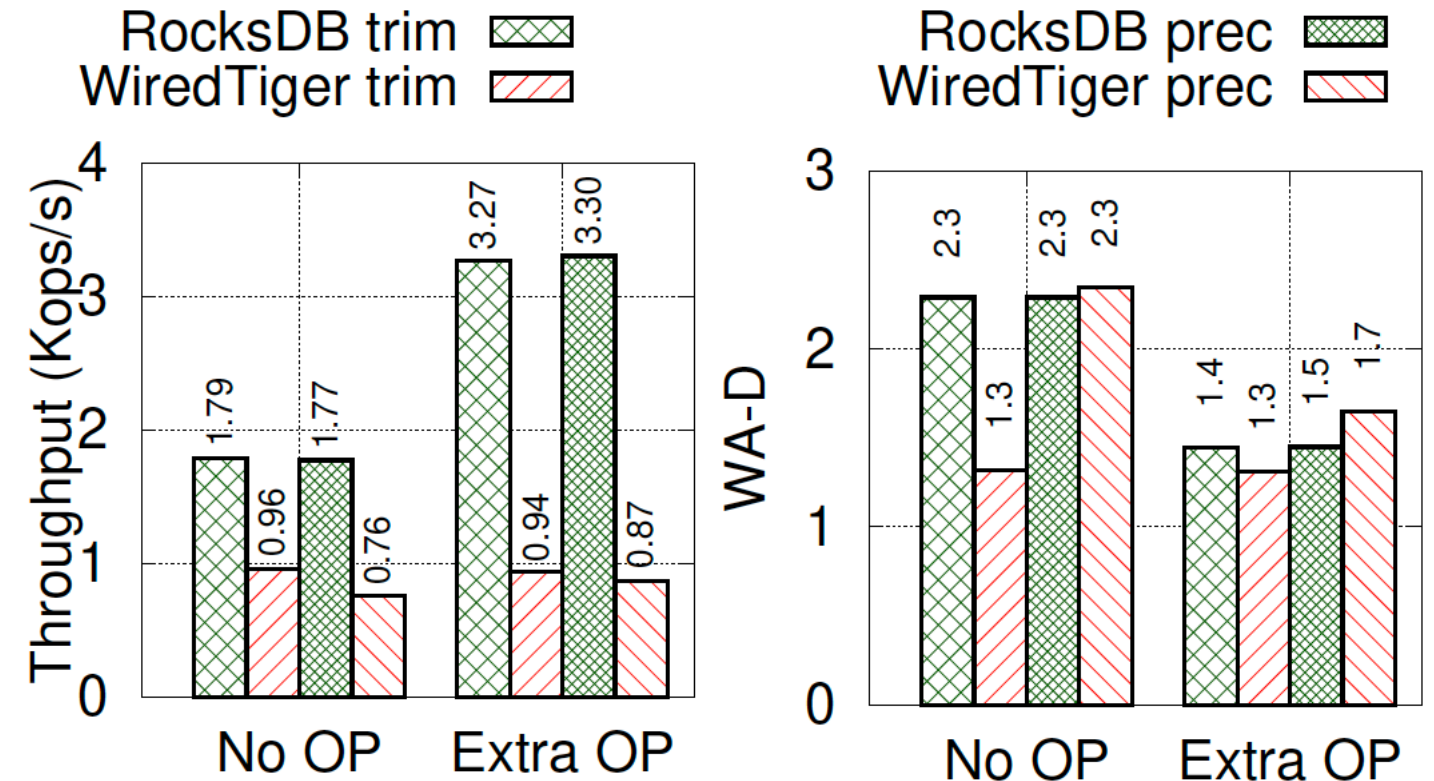 RocksDB trim
WiredTiger trim
RocksDB prec
WiredTiger prec
Throughput (Kops/s)
4
3
2
1
0
1.79
0.96
1.77
0.76
3.27
0.94
3.30
0.87
No OP
Extra OP
WA-D
3
2
1
0
2.3
1.3
2.3
2.3
1.4
1.3
1.5
1.7
No OP
Extra OP